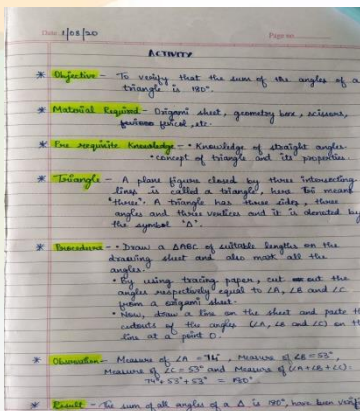 Date 1/08/20
Page no
ACTIVITY
* Objective - To verify that the sum of the angles of a
triangle is 180°.
* Material Required - Origami sheet, geometry box, scissors,
pencil, etc.
* Pre requisite Knowledge - • Knowledge of straight angles.
• concept of triangle and its properties.
* Triangle - A plane figure closed by three intersecting
lines is called a triangle, here Tri means
'three'. A triangle has three sides, three
angles and three vertices and it is denoted by
the symbol "Δ".
* Procedure - • Draw a ΔABC of suitable lengths on the
drawing sheet and also mark all the
angles.
• By using tracing paper, cut out the
angles respectively equal to ∠A, ∠B and ∠C
from a origami sheet.
• Now, draw a line on the sheet and paste the
cutouts of the angles (∠A, ∠B and ∠C) on the
line at a point O.
* Observation - Measure of ∠A = 74°, Measure of ∠B = 53°,
Measure of ∠C = 53° and Measure of ∠A+∠B+∠C:
74°+53°+53° = 180°.
* Result - The sum of all angles of a Δ is 180°, have been verif